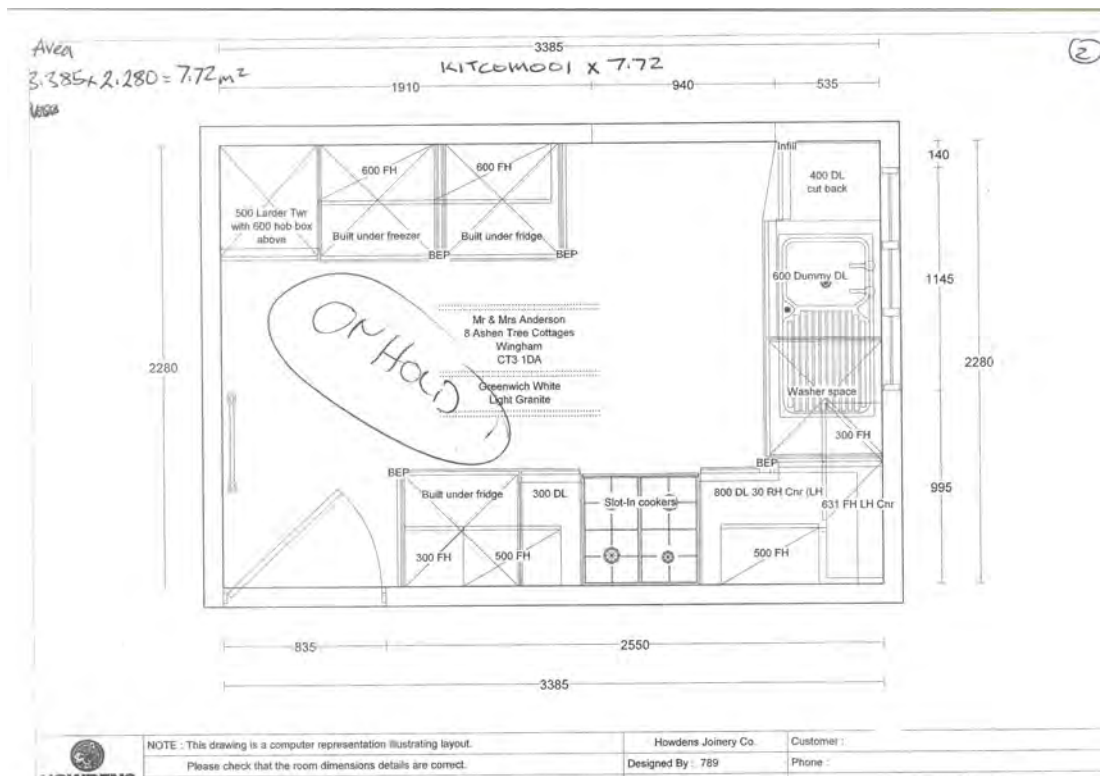 Area
3.385 x 2.280 = 7.72 m²
KITCOM001 x 7.72
2
3385
1910
940
535
Infill
140
400 DL
cut back
600 FH
600 FH
500 Larder Twr
with 600 hob box
above
Built under freezer
Built under fridge
BEP
BEP
600 Dummy DL
1145
ON HOLD
Mr & Mrs Anderson
8 Ashen Tree Cottages
Wingham
CT3 1DA
Greenwich White
Light Granite
2280
2280
Washer space
300 FH
BEP
BEP
Built under fridge
300 DL
Slot-In cookers
800 DL 30 RH Cnr (LH
631 FH LH Cnr
995
300 FH
500 FH
500 FH
835
2550
3385
NOTE : This drawing is a computer representation illustrating layout.
Please check that the room dimensions details are correct.
Howdens Joinery Co.
Designed By : 789
Customer :
Phone :
HOWDENS